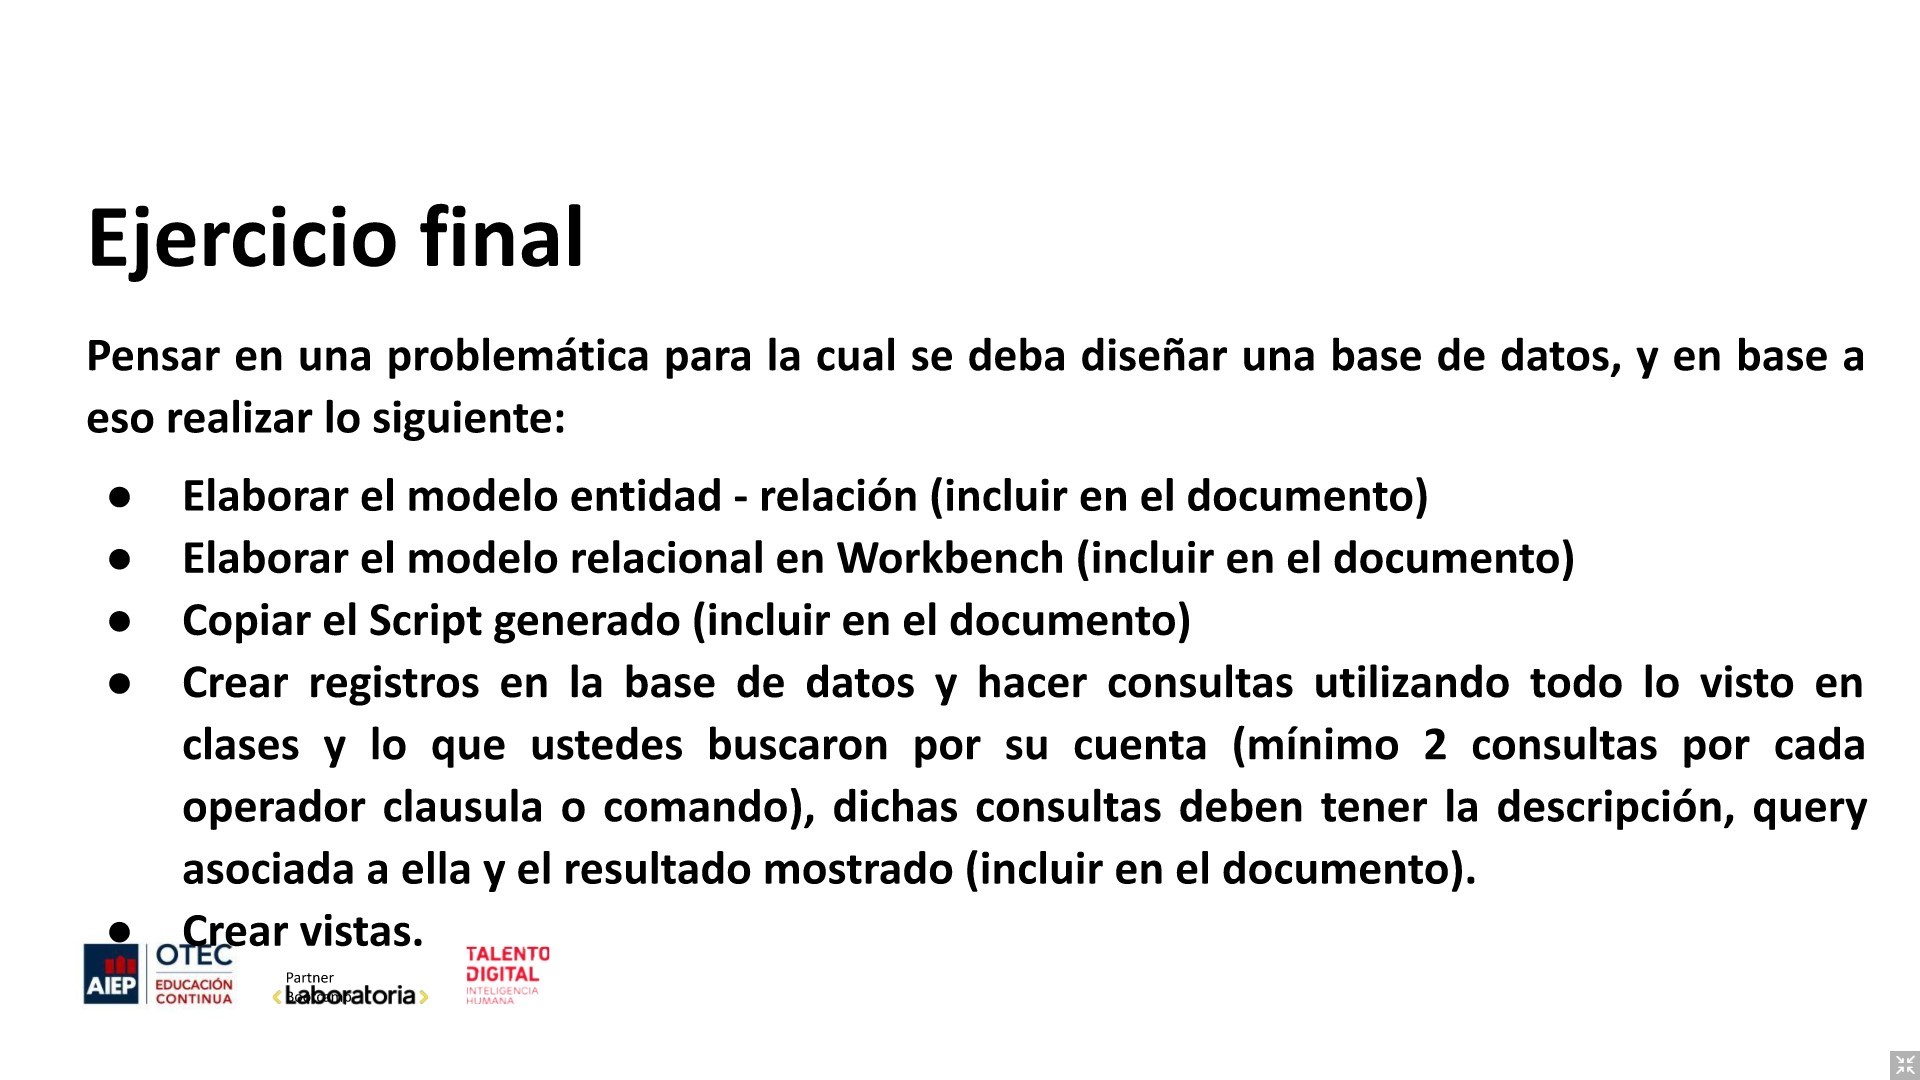 Ejercicio final
Pensar en una problemática para la cual se deba diseñar una base de datos, y en base a
eso realizar lo siguiente:
● Elaborar el modelo entidad - relación (incluir en el documento)
● Elaborar el modelo relacional en Workbench (incluir en el documento)
● Copiar el Script generado (incluir en el documento)
● Crear registros en la base de datos y hacer consultas utilizando todo lo visto en
clases y lo que ustedes buscaron por su cuenta (mínimo 2 consultas por cada
operador clausula o comando), dichas consultas deben tener la descripción, query
asociada a ella y el resultado mostrado (incluir en el documento).
● Crear vistas.
AIEP
OTEC
EDUCACIÓN
CONTINUA
Partner
<Laboratoria>
TALENTO
DIGITAL
INTELIGENCIA
HUMANA